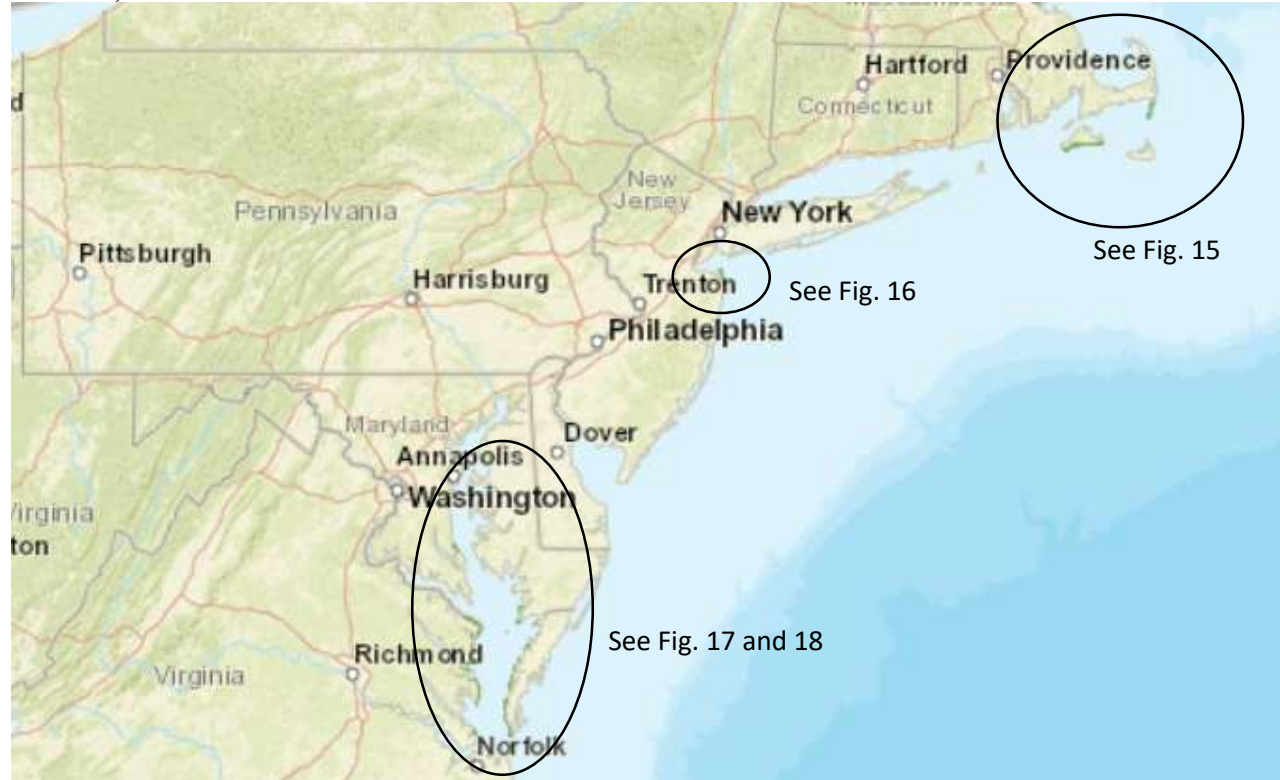 Hartford
Providence
Connecticut
New
Jersey
New York
Pennsylvania
Pittsburgh
Harrisburg
Trenton
Philadelphia
See Fig. 15
See Fig. 16
Maryland
Dover
Annapolis
Washington
Virginia
ton
See Fig. 17 and 18
Richmond
Virginia
Norfolk